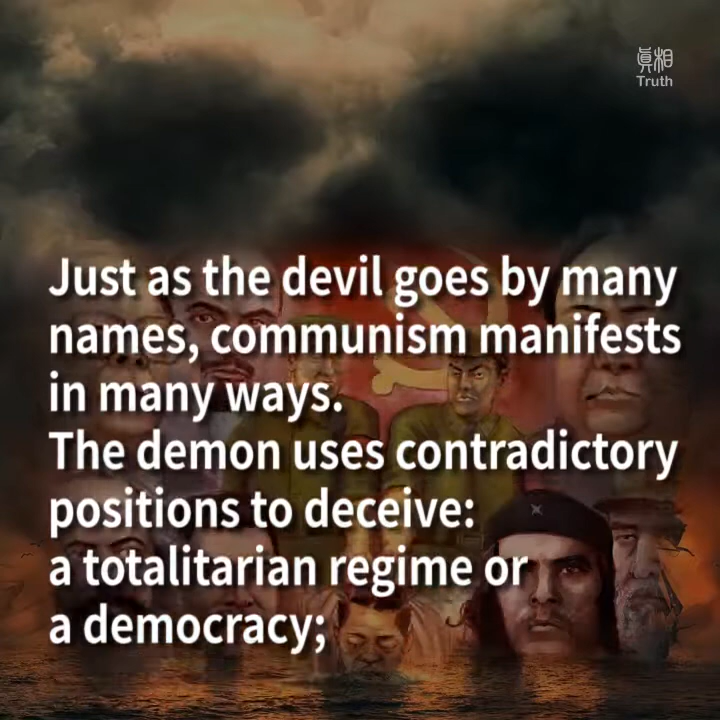 眞相
Truth
Just as the devil goes by many
names, communism manifests
in many ways.
The demon uses contradictory
positions to deceive:
a totalitarian regime or
a democracy;